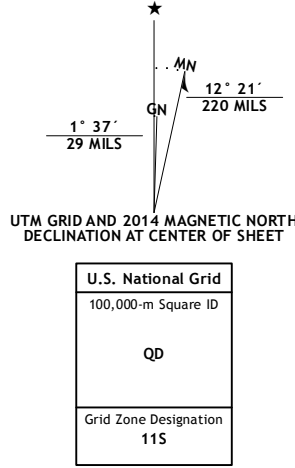 MN
GN
12° 21´
220 MILS
1° 37´
29 MILS
UTM GRID AND 2014 MAGNETIC NORTH
DECLINATION AT CENTER OF SHEET
U.S. National Grid
100,000-m Square ID
QD
Grid Zone Designation
11S